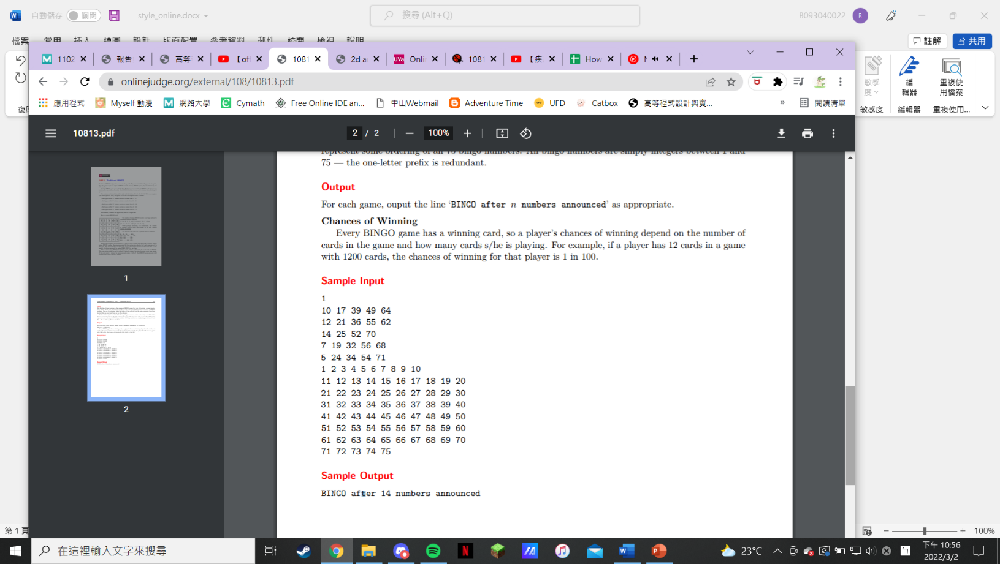 自動儲存 關閉 style_online.docx 搜尋 (Alt+Q) B093040022 B
檔案 常用 插入 繪圖 設計 版面配置 參考資料 郵件 校閱 檢視 說明 註解 共用
1102 報告 高等 1081 2d a UVa Onli 1081 How
onlinejudge.org/external/108/10813.pdf
應用程式 Myself 動漫 網路大學 Cymath Free Online IDE an... 中山Webmail Adventure Time UFD Catbox 高等程式設計與實... » 閱讀清單
敏感度 編輯器 重複使用檔案
敏感度 編輯器 重複使用...
10813.pdf 2 / 2 100%
1
2
represent some ordering of all 75 bingo numbers. All bingo numbers are simply integers between 1 and
75 — the one-letter prefix is redundant.
Output
For each game, ouput the line ‘BINGO after n numbers announced’ as appropriate.
Chances of Winning
Every BINGO game has a winning card, so a player’s chances of winning depend on the number of
cards in the game and how many cards s/he is playing. For example, if a player has 12 cards in a game
with 1200 cards, the chances of winning for that player is 1 in 100.
Sample Input
1
10 17 39 49 64
12 21 36 55 62
14 25 52 70
7 19 32 56 68
5 24 34 54 71
1 2 3 4 5 6 7 8 9 10
11 12 13 14 15 16 17 18 19 20
21 22 23 24 25 26 27 28 29 30
31 32 33 34 35 36 37 38 39 40
41 42 43 44 45 46 47 48 49 50
51 52 53 54 55 56 57 58 59 60
61 62 63 64 65 66 67 68 69 70
71 72 73 74 75
Sample Output
BINGO after 14 numbers announced
第 1 頁 100%
在這裡輸入文字來搜尋 23°C 下午 10:56
2022/3/2